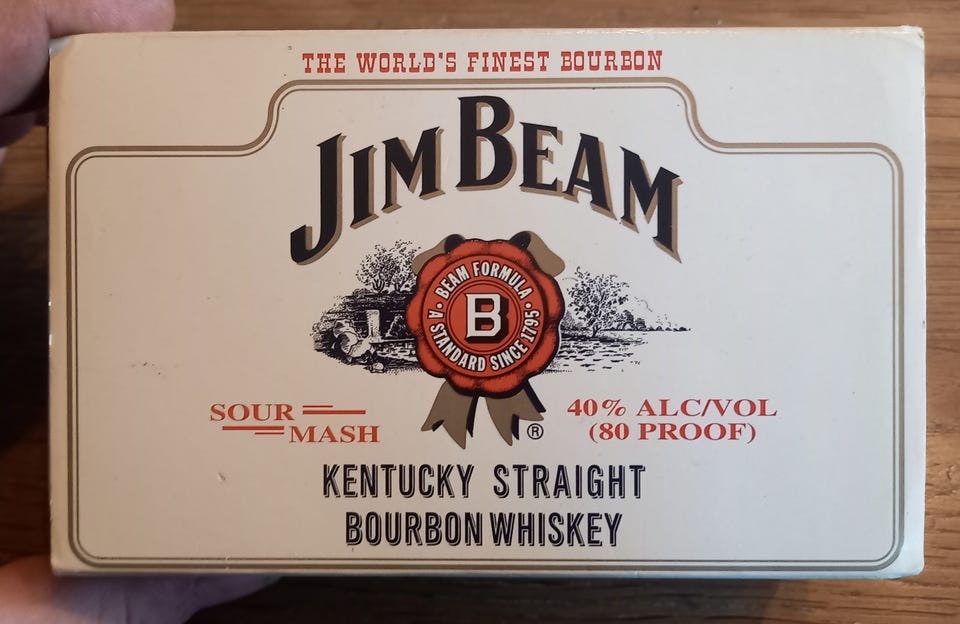 THE WORLD'S FINEST BOURBON
JIM BEAM
BEAM FORMULA
B
· A STANDARD SINCE 1795 ·
SOUR
MASH
®
40% ALC/VOL
(80 PROOF)
KENTUCKY STRAIGHT
BOURBON WHISKEY